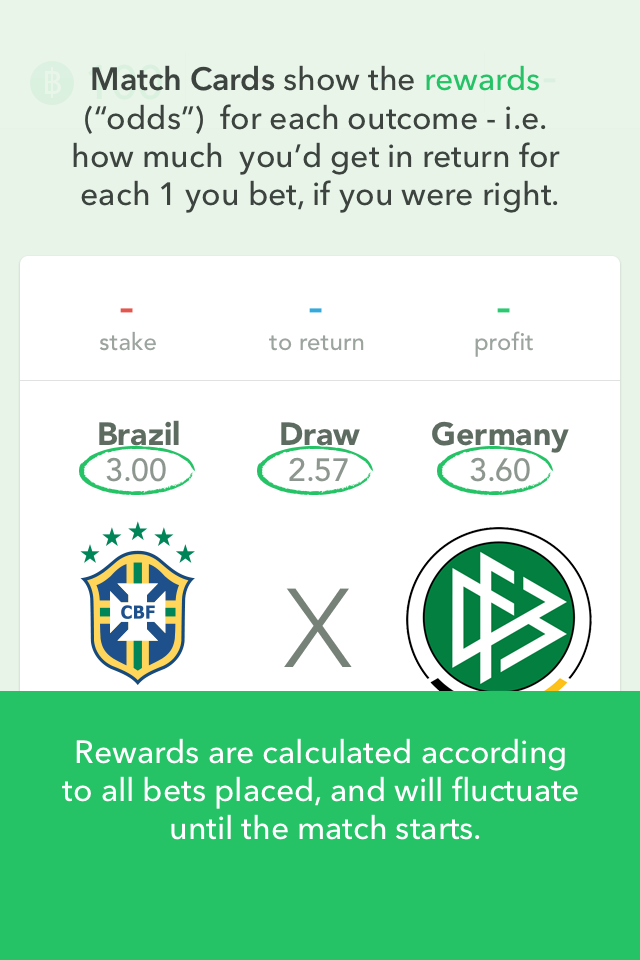 Match Cards show the rewards
(“odds”) for each outcome - i.e.
how much you’d get in return for
each 1 you bet, if you were right.
- - -
stake to return profit
Brazil Draw Germany
3.00 2.57 3.60
CBF X DFB
Rewards are calculated according
to all bets placed, and will fluctuate
until the match starts.